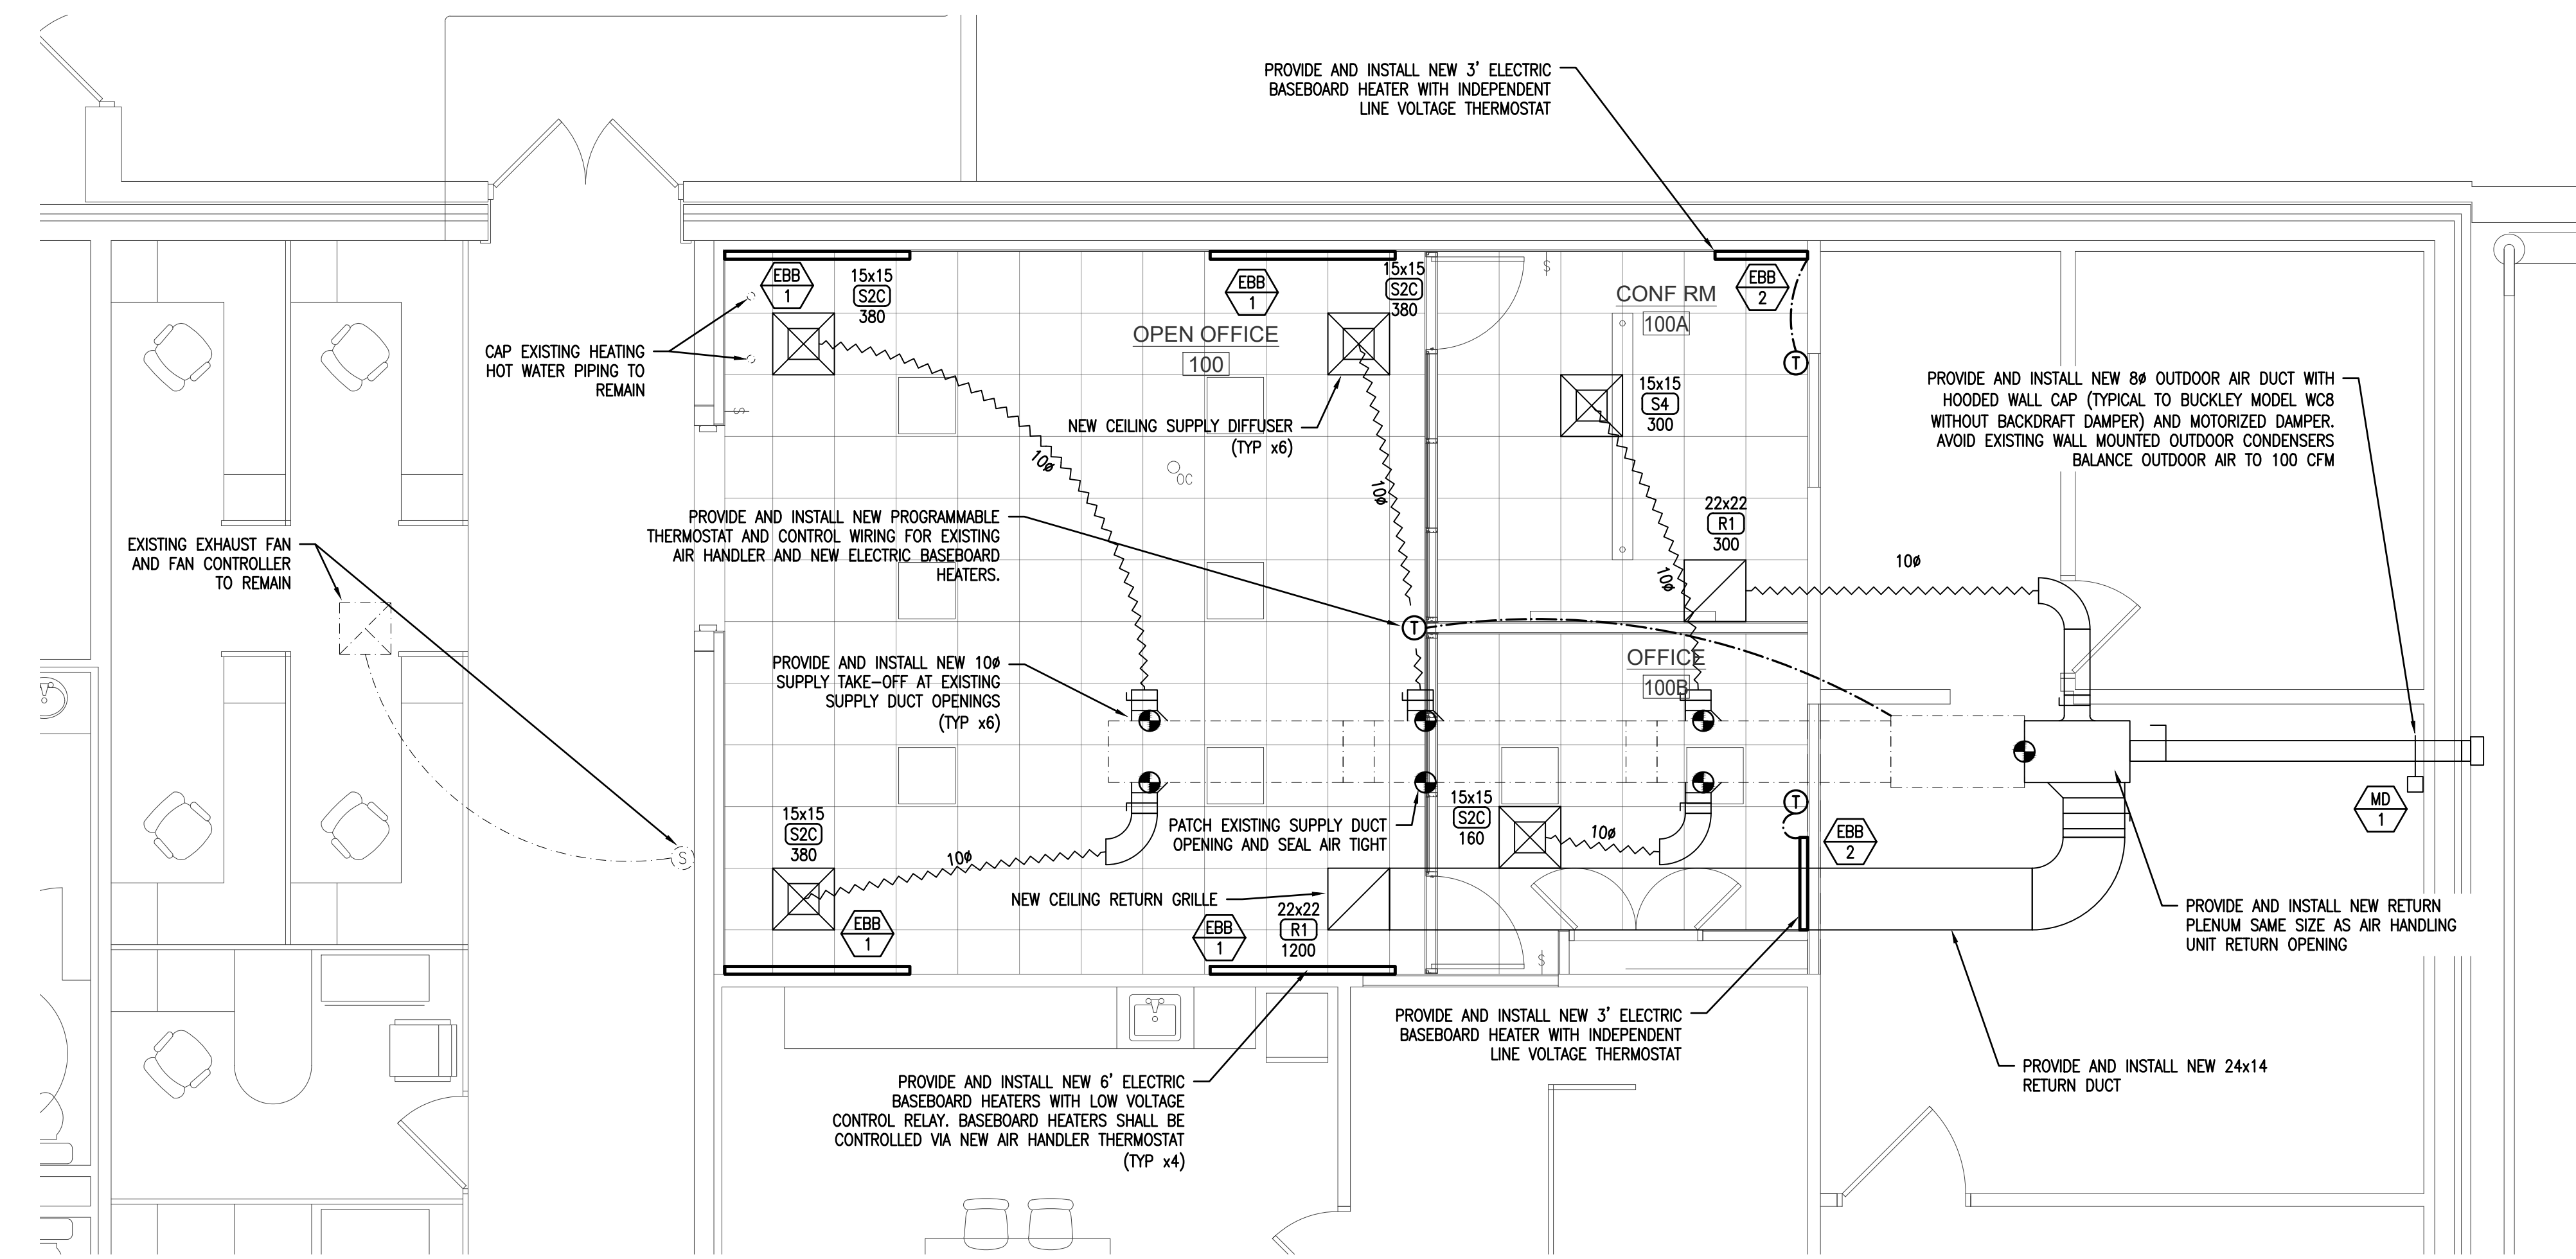 PROVIDE AND INSTALL NEW 3' ELECTRIC
BASEBOARD HEATER WITH INDEPENDENT
LINE VOLTAGE THERMOSTAT
EBB
1
15x15
S2C
380
EBB
1
15x15
S2C
380
S
CONF RM
100A
EBB
2
OPEN OFFICE
100
CAP EXISTING HEATING
HOT WATER PIPING TO
REMAIN
T
15x15
S4
300
PROVIDE AND INSTALL NEW 8ø OUTDOOR AIR DUCT WITH
HOODED WALL CAP (TYPICAL TO BUCKLEY MODEL WC8
WITHOUT BACKDRAFT DAMPER) AND MOTORIZED DAMPER.
AVOID EXISTING WALL MOUNTED OUTDOOR CONDENSERS
BALANCE OUTDOOR AIR TO 100 CFM
S
NEW CEILING SUPPLY DIFFUSER
(TYP x6)
10ø
OC
10ø
22x22
R1
300
PROVIDE AND INSTALL NEW PROGRAMMABLE
THERMOSTAT AND CONTROL WIRING FOR EXISTING
AIR HANDLER AND NEW ELECTRIC BASEBOARD
HEATERS.
EXISTING EXHAUST FAN
AND FAN CONTROLLER
TO REMAIN
10ø
10ø
T
PROVIDE AND INSTALL NEW 10ø
SUPPLY TAKE-OFF AT EXISTING
SUPPLY DUCT OPENINGS
(TYP x6)
OFFICE
100B
15x15
S2C
380
15x15
S2C
160
T
MD
1
PATCH EXISTING SUPPLY DUCT
OPENING AND SEAL AIR TIGHT
10ø
EBB
2
S
10ø
NEW CEILING RETURN GRILLE
22x22
R1
1200
EBB
1
EBB
1
S
PROVIDE AND INSTALL NEW RETURN
PLENUM SAME SIZE AS AIR HANDLING
UNIT RETURN OPENING
PROVIDE AND INSTALL NEW 3' ELECTRIC
BASEBOARD HEATER WITH INDEPENDENT
LINE VOLTAGE THERMOSTAT
PROVIDE AND INSTALL NEW 24x14
RETURN DUCT
PROVIDE AND INSTALL NEW 6' ELECTRIC
BASEBOARD HEATERS WITH LOW VOLTAGE
CONTROL RELAY. BASEBOARD HEATERS SHALL BE
CONTROLLED VIA NEW AIR HANDLER THERMOSTAT
(TYP x4)